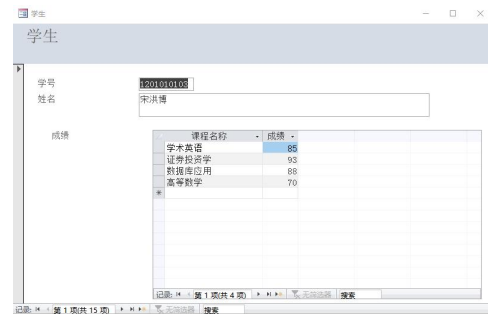 学生
学生
学号 1201010103
姓名 宋洪博
成绩
课程名称 成绩
学术英语 85
证券投资学 93
数据库应用 88
高等数学 70
记录: 第 1 项(共 4 项) 无筛选器 搜索
记录: 第 1 项(共 15 项) 无筛选器 搜索